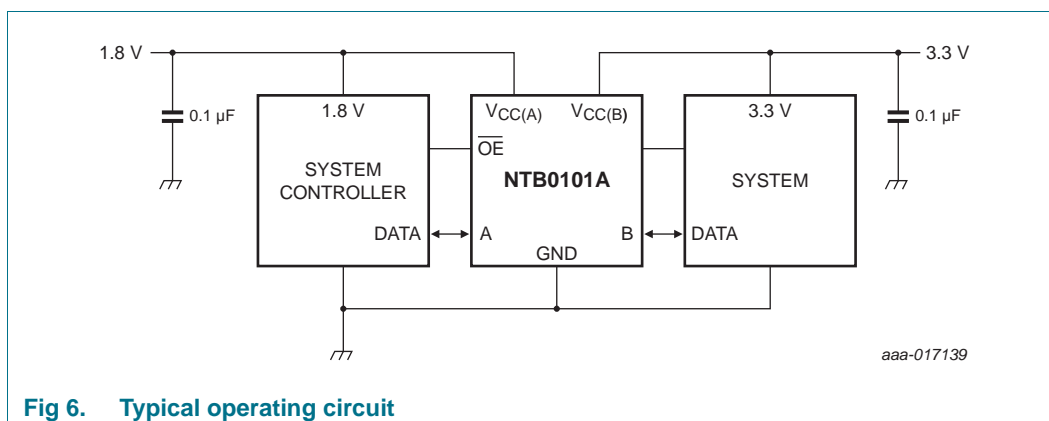 1.8 V
3.3 V
0.1 µF
1.8 V
VCC(A)
VCC(B)
3.3 V
0.1 µF
OE
SYSTEM
CONTROLLER
NTB0101A
SYSTEM
DATA
A
B
DATA
GND
aaa-017139
Fig 6. Typical operating circuit